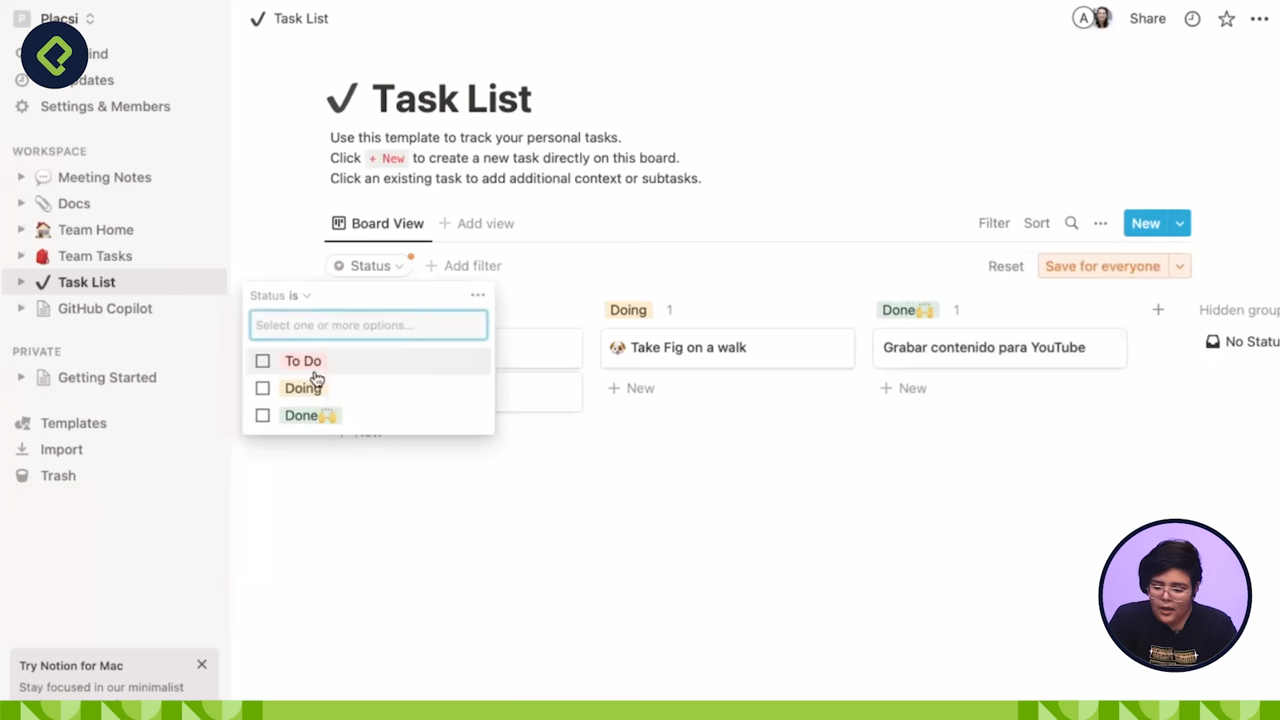 Placsi
Task List
A
Share
Settings & Members
WORKSPACE
Meeting Notes
Docs
Team Home
Team Tasks
Task List
GitHub Copilot
PRIVATE
Getting Started
Templates
Import
Trash
Try Notion for Mac
Stay focused in our minimalist
Task List
Use this template to track your personal tasks.
Click + New to create a new task directly on this board.
Click an existing task to add additional context or subtasks.
Board View
+ Add view
Filter
Sort
New
Status
+ Add filter
Reset
Save for everyone
Status is
Select one or more options...
To Do
Doing
Done🙌
Doing 1
🐶 Take Fig on a walk
+ New
Done🙌 1
Grabar contenido para YouTube
+ New
+
Hidden group
No Statu